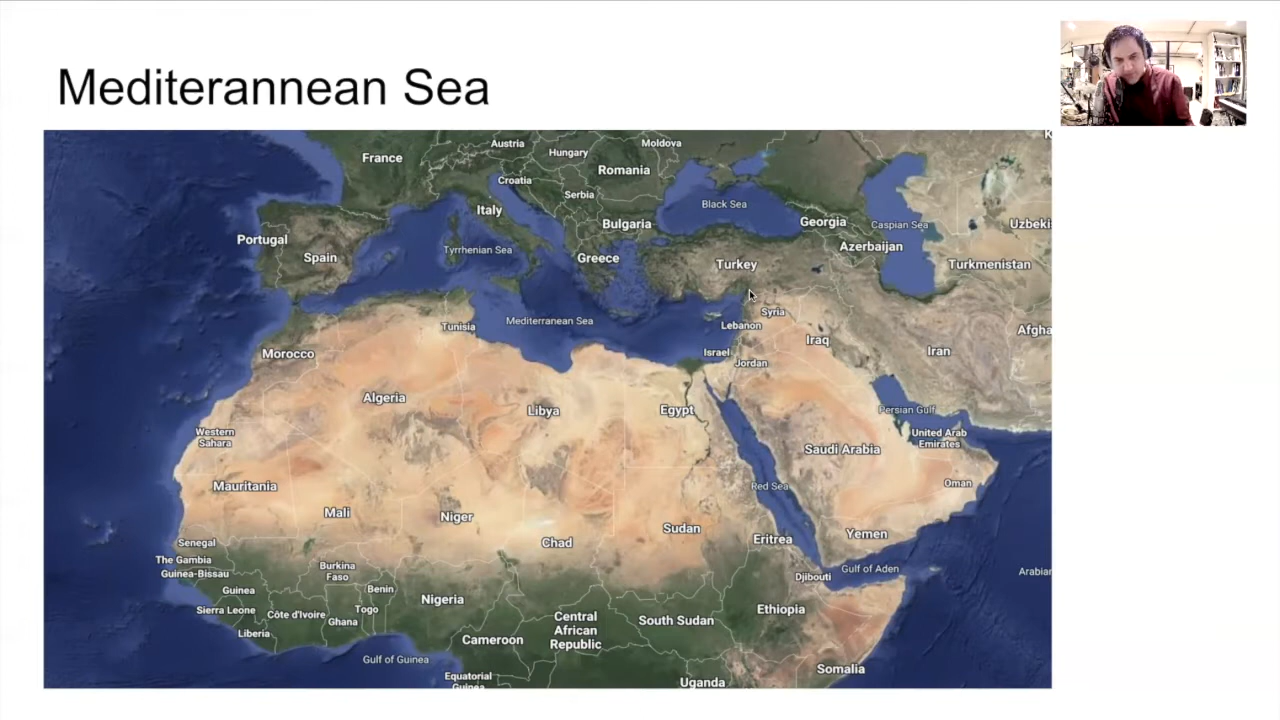 Mediterannean Sea
K
Austria
Moldova
Hungary
France
Romania
Croatia
Serbia
Black Sea
Italy
Georgia
Bulgaria
Caspian Sea
Uzbeki
Portugal
Azerbaijan
Tyrrhenian Sea
Spain
Greece
Turkey
Turkmenistan
Syria
Mediterranean Sea
Tunisia
Lebanon
Afgha
Iraq
Israel
Iran
Morocco
Jordan
Algeria
Libya
Egypt
Persian Gulf
Western
Sahara
United Arab
Emirates
Saudi Arabia
Mauritania
Red Sea
Oman
Mali
Niger
Sudan
Yemen
Senegal
Chad
Eritrea
The Gambia
Guinea-Bissau
Burkina
Faso
Gulf of Aden
Arabian
Djibouti
Guinea
Benin
Nigeria
Sierra Leone
Côte d'Ivoire
Togo
Ghana
Ethiopia
Central
African
Republic
South Sudan
Liberia
Cameroon
Gulf of Guinea
Somalia
Equatorial
Guinea
Uganda